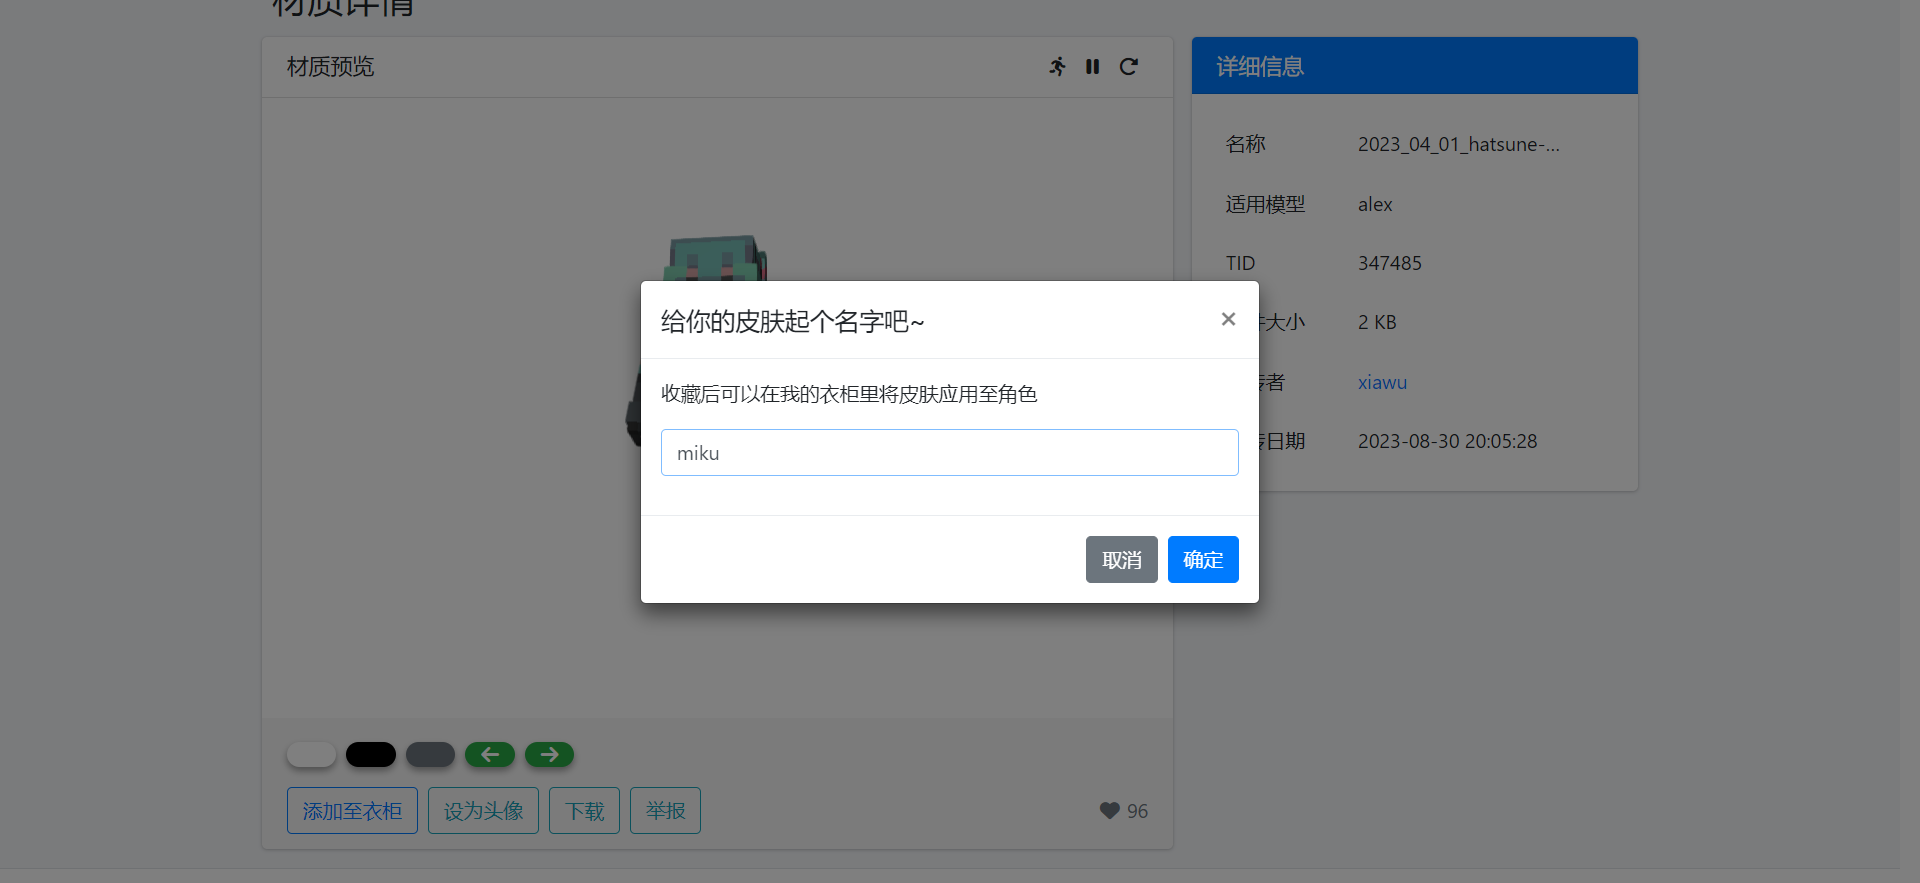 材质详情
材质预览
详细信息
名称 2023_04_01_hatsune-...
适用模型 alex
TID 347485
大小 2 KB
者 xiawu
日期 2023-08-30 20:05:28
给你的皮肤起个名字吧~ ×
收藏后可以在我的衣柜里将皮肤应用至角色
miku
取消 确定
添加至衣柜 设为头像 下载 举报 96